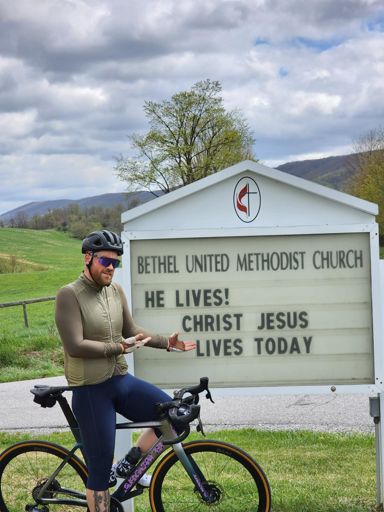 BETHEL UNITED METHODIST CHURCH
HE LIVES!
CHRIST JESUS
LIVES TODAY